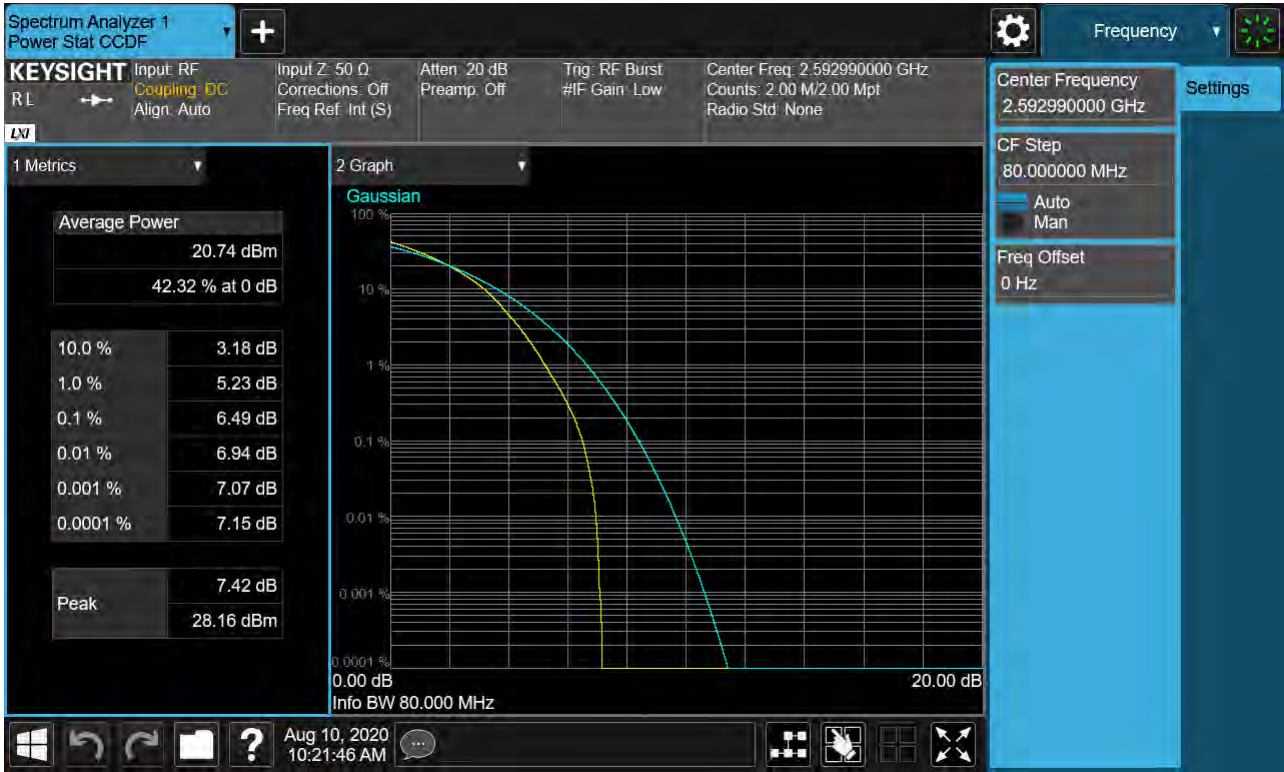 Spectrum Analyzer 1
Power Stat CCDF
+
Frequency
KEYSIGHT
RL
LXI
Input: RF
Coupling: DC
Align: Auto
Input Z: 50 Ω
Corrections: Off
Freq Ref: Int (S)
Atten: 20 dB
Preamp: Off
Trig: RF Burst
#IF Gain: Low
Center Freq: 2.592990000 GHz
Counts: 2.00 M/2.00 Mpt
Radio Std: None
1 Metrics
Average Power
20.74 dBm
42.32 % at 0 dB
10.0 % 3.18 dB
1.0 % 5.23 dB
0.1 % 6.49 dB
0.01 % 6.94 dB
0.001 % 7.07 dB
0.0001 % 7.15 dB
Peak
7.42 dB
28.16 dBm
2 Graph
Gaussian
100 %
10 %
1 %
0.1 %
0.01 %
0.001 %
0.0001 %
0.00 dB
20.00 dB
Info BW 80.000 MHz
Center Frequency
2.592990000 GHz
CF Step
80.000000 MHz
Auto
Man
Freq Offset
0 Hz
Settings
?
Aug 10, 2020
10:21:46 AM